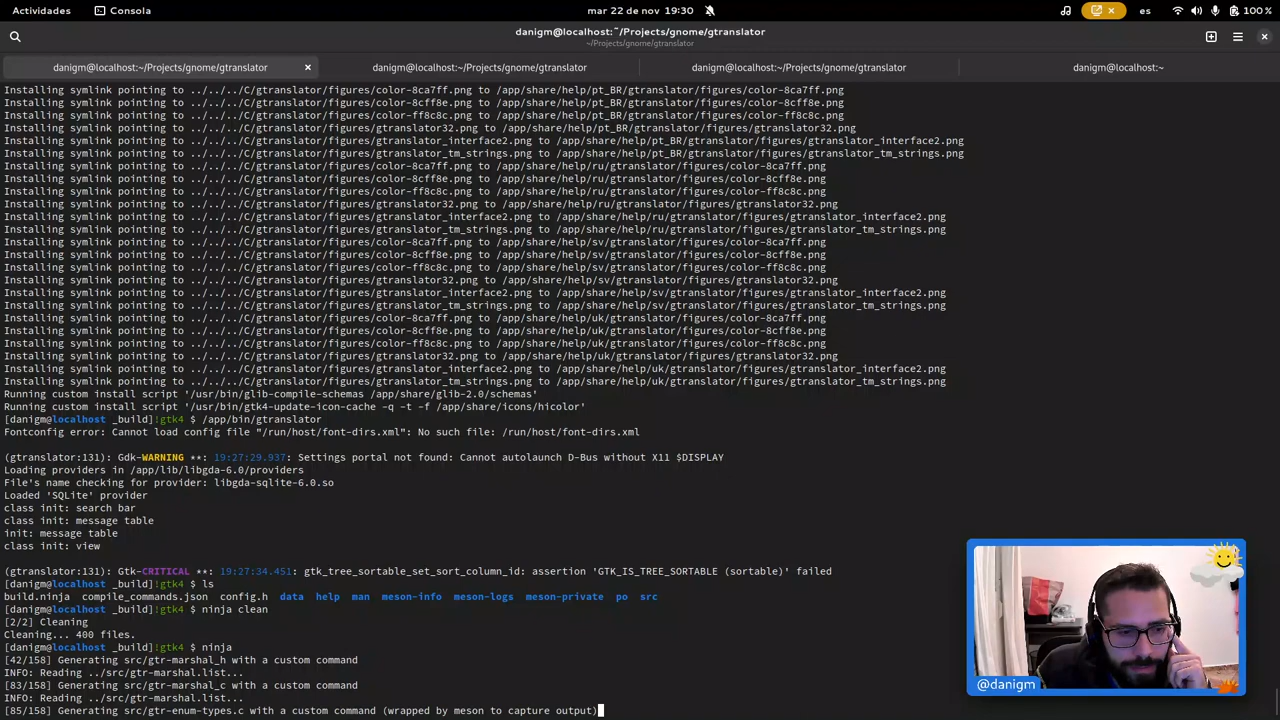 Actividades
Consola
mar 22 de nov 19:30
es
100 %
danigm@localhost:~/Projects/gnome/gtranslator
~/Projects/gnome/gtranslator
danigm@localhost:~/Projects/gnome/gtranslator
danigm@localhost:~/Projects/gnome/gtranslator
danigm@localhost:~/Projects/gnome/gtranslator
danigm@localhost:~
Installing symlink pointing to ../../../C/gtranslator/figures/color-8ca7ff.png to /app/share/help/pt_BR/gtranslator/figures/color-8ca7ff.png
Installing symlink pointing to ../../../C/gtranslator/figures/color-8cff8e.png to /app/share/help/pt_BR/gtranslator/figures/color-8cff8e.png
Installing symlink pointing to ../../../C/gtranslator/figures/color-ff8c8c.png to /app/share/help/pt_BR/gtranslator/figures/color-ff8c8c.png
Installing symlink pointing to ../../../C/gtranslator/figures/gtranslator32.png to /app/share/help/pt_BR/gtranslator/figures/gtranslator32.png
Installing symlink pointing to ../../../C/gtranslator/figures/gtranslator_interface2.png to /app/share/help/pt_BR/gtranslator/figures/gtranslator_interface2.png
Installing symlink pointing to ../../../C/gtranslator/figures/gtranslator_tm_strings.png to /app/share/help/pt_BR/gtranslator/figures/gtranslator_tm_strings.png
Installing symlink pointing to ../../../C/gtranslator/figures/color-8ca7ff.png to /app/share/help/ru/gtranslator/figures/color-8ca7ff.png
Installing symlink pointing to ../../../C/gtranslator/figures/color-8cff8e.png to /app/share/help/ru/gtranslator/figures/color-8cff8e.png
Installing symlink pointing to ../../../C/gtranslator/figures/color-ff8c8c.png to /app/share/help/ru/gtranslator/figures/color-ff8c8c.png
Installing symlink pointing to ../../../C/gtranslator/figures/gtranslator32.png to /app/share/help/ru/gtranslator/figures/gtranslator32.png
Installing symlink pointing to ../../../C/gtranslator/figures/gtranslator_interface2.png to /app/share/help/ru/gtranslator/figures/gtranslator_interface2.png
Installing symlink pointing to ../../../C/gtranslator/figures/gtranslator_tm_strings.png to /app/share/help/ru/gtranslator/figures/gtranslator_tm_strings.png
Installing symlink pointing to ../../../C/gtranslator/figures/color-8ca7ff.png to /app/share/help/sv/gtranslator/figures/color-8ca7ff.png
Installing symlink pointing to ../../../C/gtranslator/figures/color-8cff8e.png to /app/share/help/sv/gtranslator/figures/color-8cff8e.png
Installing symlink pointing to ../../../C/gtranslator/figures/color-ff8c8c.png to /app/share/help/sv/gtranslator/figures/color-ff8c8c.png
Installing symlink pointing to ../../../C/gtranslator/figures/gtranslator32.png to /app/share/help/sv/gtranslator/figures/gtranslator32.png
Installing symlink pointing to ../../../C/gtranslator/figures/gtranslator_interface2.png to /app/share/help/sv/gtranslator/figures/gtranslator_interface2.png
Installing symlink pointing to ../../../C/gtranslator/figures/gtranslator_tm_strings.png to /app/share/help/sv/gtranslator/figures/gtranslator_tm_strings.png
Installing symlink pointing to ../../../C/gtranslator/figures/color-8ca7ff.png to /app/share/help/uk/gtranslator/figures/color-8ca7ff.png
Installing symlink pointing to ../../../C/gtranslator/figures/color-8cff8e.png to /app/share/help/uk/gtranslator/figures/color-8cff8e.png
Installing symlink pointing to ../../../C/gtranslator/figures/color-ff8c8c.png to /app/share/help/uk/gtranslator/figures/color-ff8c8c.png
Installing symlink pointing to ../../../C/gtranslator/figures/gtranslator32.png to /app/share/help/uk/gtranslator/figures/gtranslator32.png
Installing symlink pointing to ../../../C/gtranslator/figures/gtranslator_interface2.png to /app/share/help/uk/gtranslator/figures/gtranslator_interface2.png
Installing symlink pointing to ../../../C/gtranslator/figures/gtranslator_tm_strings.png to /app/share/help/uk/gtranslator/figures/gtranslator_tm_strings.png
Running custom install script '/usr/bin/glib-compile-schemas /app/share/glib-2.0/schemas'
Running custom install script '/usr/bin/gtk4-update-icon-cache -q -t -f /app/share/icons/hicolor'
[danigm@localhost _build]!gtk4 $ /app/bin/gtranslator
Fontconfig error: Cannot load config file "/run/host/font-dirs.xml": No such file: /run/host/font-dirs.xml
(gtranslator:131): Gdk-WARNING **: 19:27:29.937: Settings portal not found: Cannot autolaunch D-Bus without X11 $DISPLAY
Loading providers in /app/lib/libgda-6.0/providers
File's name checking for provider: libgda-sqlite-6.0.so
Loaded 'SQLite' provider
class init: search bar
class init: message table
init: message table
class init: view
(gtranslator:131): Gtk-CRITICAL **: 19:27:34.451: gtk_tree_sortable_set_sort_column_id: assertion 'GTK_IS_TREE_SORTABLE (sortable)' failed
[danigm@localhost _build]!gtk4 $ ls
build.ninja  compile_commands.json  config.h  data  help  man  meson-info  meson-logs  meson-private  po  src
[danigm@localhost _build]!gtk4 $ ninja clean
[2/2] Cleaning
Cleaning... 400 files.
[danigm@localhost _build]!gtk4 $ ninja
[42/158] Generating src/gtr-marshal_h with a custom command
INFO: Reading ../src/gtr-marshal.list...
[83/158] Generating src/gtr-marshal_c with a custom command
INFO: Reading ../src/gtr-marshal.list...
[85/158] Generating src/gtr-enum-types.c with a custom command (wrapped by meson to capture output)
@danigm